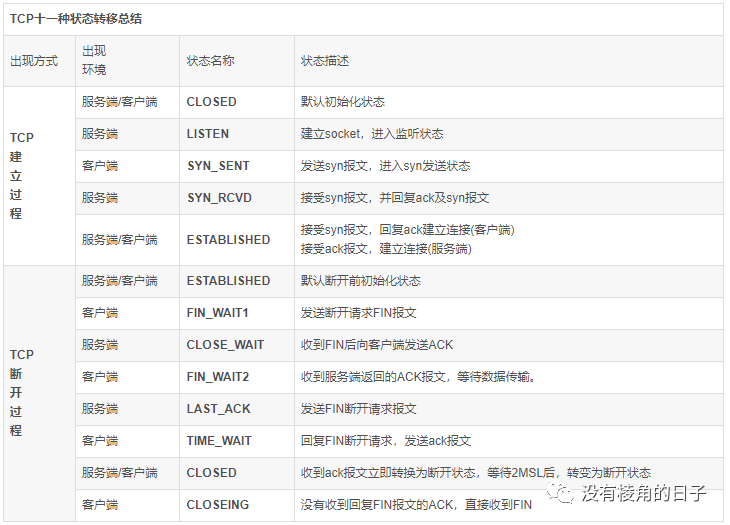 TCP十一种状态转移总结
出现方式
出现
环境
状态名称
状态描述
TCP
建
立
过
程
服务端/客户端
CLOSED
默认初始化状态
服务端
LISTEN
建立socket，进入监听状态
客户端
SYN_SENT
发送syn报文，进入syn发送状态
服务端
SYN_RCVD
接受syn报文，并回复ack及syn报文
服务端/客户端
ESTABLISHED
接受syn报文，回复ack建立连接(客户端)
接受ack报文，建立连接(服务端)
TCP
断
开
过
程
服务端/客户端
ESTABLISHED
默认断开前初始化状态
客户端
FIN_WAIT1
发送断开请求FIN报文
服务端
CLOSE_WAIT
收到FIN后向客户端发送ACK
客户端
FIN_WAIT2
收到服务端返回的ACK报文，等待数据传输。
服务端
LAST_ACK
发送FIN断开请求报文
客户端
TIME_WAIT
回复FIN断开请求，发送ack报文
服务端/客户端
CLOSED
收到ack报文立即转换为断开状态，等待2MSL后，转变为断开状态
客户端
CLOSEING
没有收到回复FIN报文的ACK，直接收到FIN
没有棱角的日子